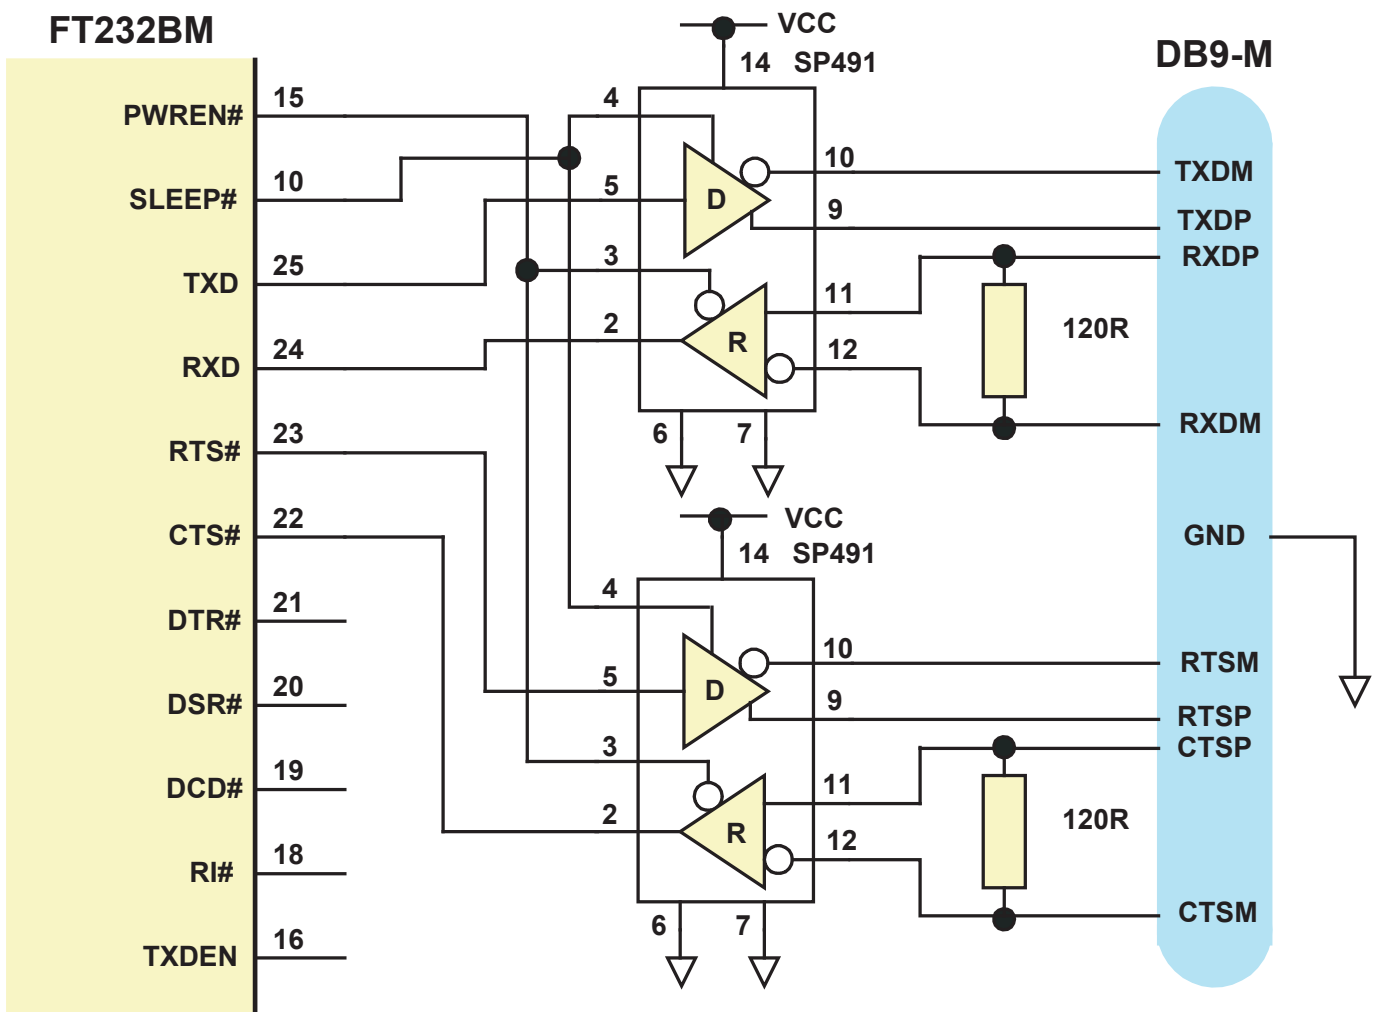 FT232BM
VCC
14 SP491
DB9-M
PWREN# 15
SLEEP# 10
TXD 25
RXD 24
RTS# 23
CTS# 22
DTR# 21
DSR# 20
DCD# 19
RI# 18
TXDEN 16
4
5
3
2
D
R
10
9
11
12
6 7
VCC
14 SP491
4
5
3
2
D
R
10
9
11
12
6 7
120R
120R
TXDM
TXDP
RXDP
RXDM
GND
RTSM
RTSP
CTSP
CTSM